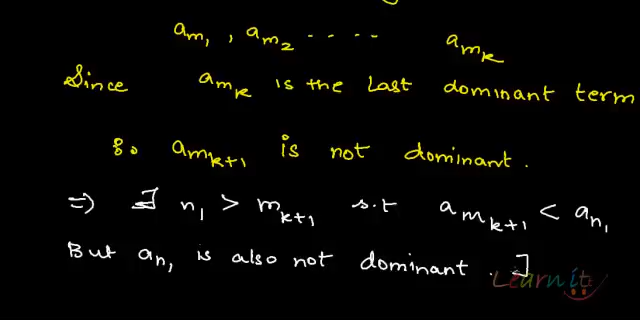 a_{m_1} , a_{m_2} ..... a_{m_k}
Since a_{m_k} is the last dominant term
So a_{m_{k+1}} is not dominant.
⇒ ∃ n_1 > m_{k+1} s.t a_{m_{k+1}} < a_{n_1}
But a_{n_1} is also not dominant. ∃
Learnit